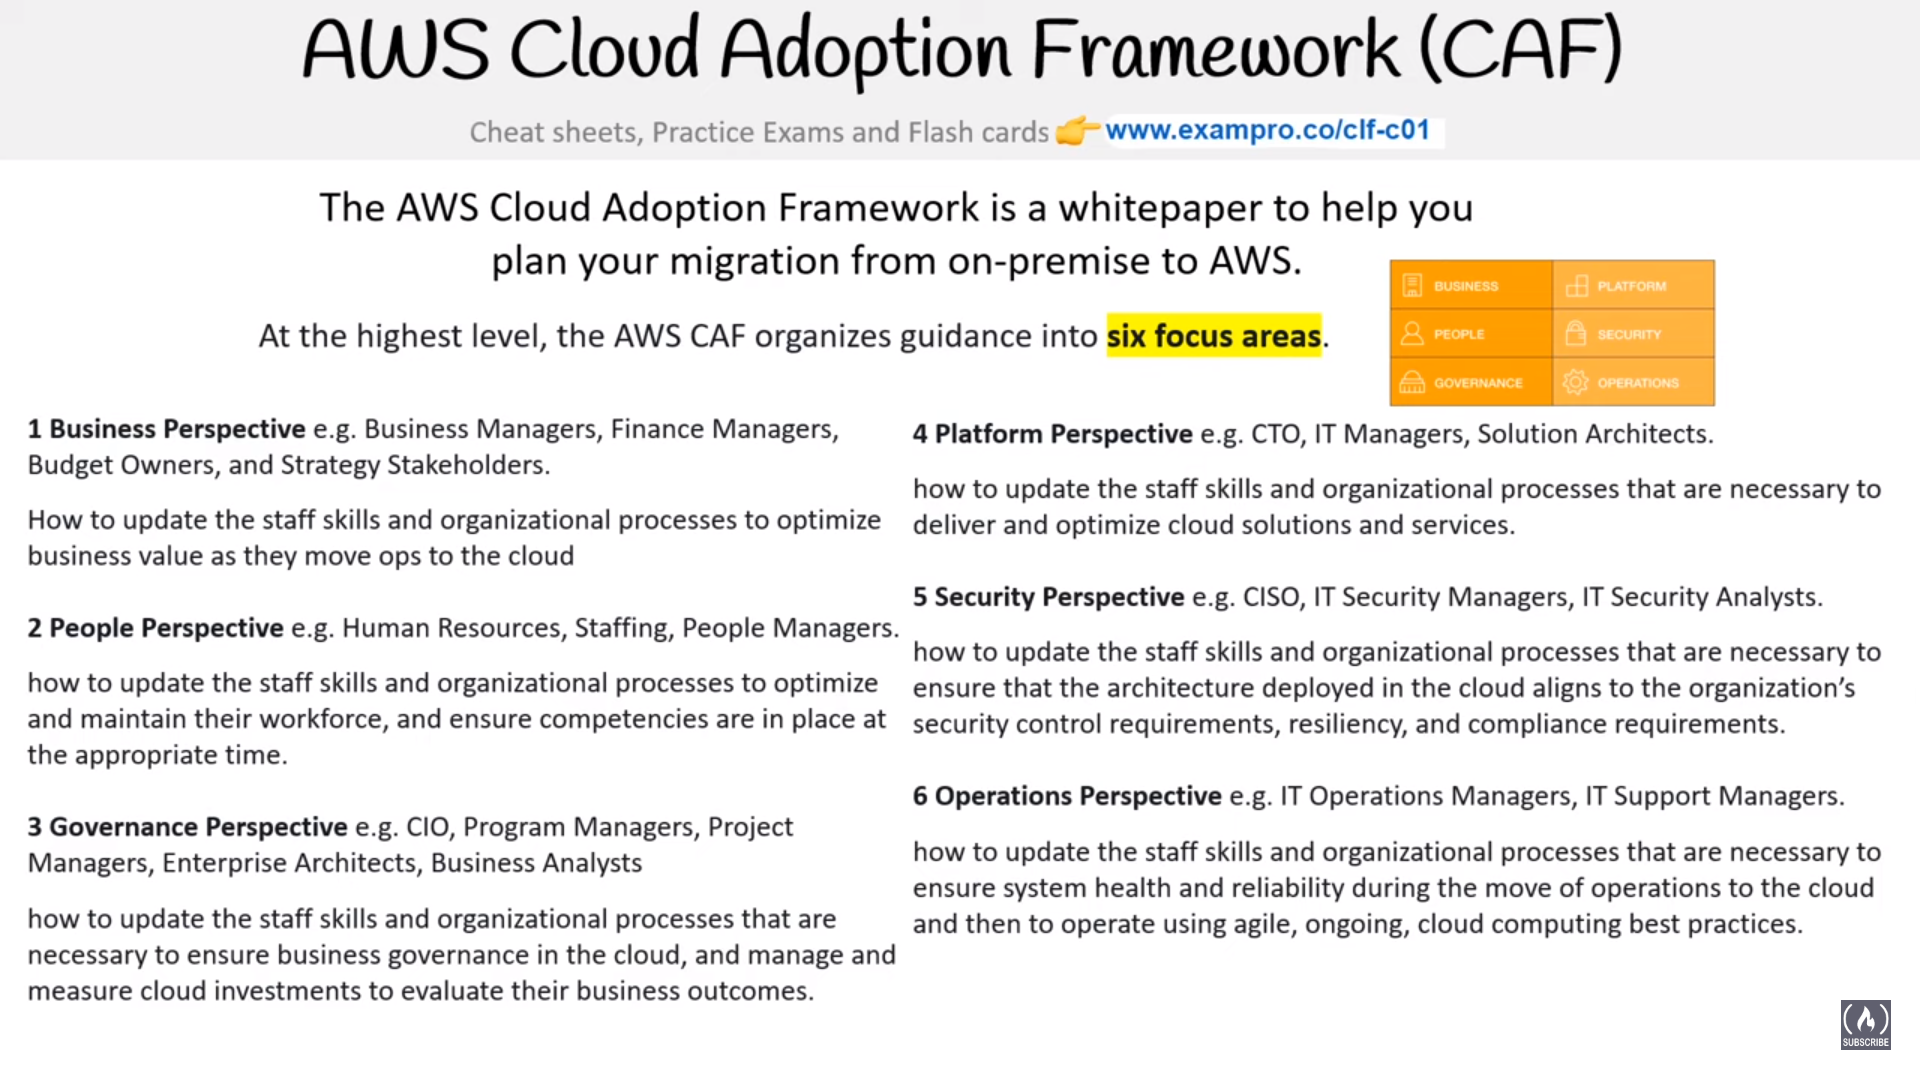 AWS Cloud Adoption Framework (CAF)
Cheat sheets, Practice Exams and Flash cards 👉 www.exampro.co/clf-c01
The AWS Cloud Adoption Framework is a whitepaper to help you
plan your migration from on-premise to AWS.
At the highest level, the AWS CAF organizes guidance into six focus areas.
BUSINESS
PLATFORM
PEOPLE
SECURITY
GOVERNANCE
OPERATIONS
1 Business Perspective e.g. Business Managers, Finance Managers,
Budget Owners, and Strategy Stakeholders.
How to update the staff skills and organizational processes to optimize
business value as they move ops to the cloud
2 People Perspective e.g. Human Resources, Staffing, People Managers.
how to update the staff skills and organizational processes to optimize
and maintain their workforce, and ensure competencies are in place at
the appropriate time.
3 Governance Perspective e.g. CIO, Program Managers, Project
Managers, Enterprise Architects, Business Analysts
how to update the staff skills and organizational processes that are
necessary to ensure business governance in the cloud, and manage and
measure cloud investments to evaluate their business outcomes.
4 Platform Perspective e.g. CTO, IT Managers, Solution Architects.
how to update the staff skills and organizational processes that are necessary to
deliver and optimize cloud solutions and services.
5 Security Perspective e.g. CISO, IT Security Managers, IT Security Analysts.
how to update the staff skills and organizational processes that are necessary to
ensure that the architecture deployed in the cloud aligns to the organization’s
security control requirements, resiliency, and compliance requirements.
6 Operations Perspective e.g. IT Operations Managers, IT Support Managers.
how to update the staff skills and organizational processes that are necessary to
ensure system health and reliability during the move of operations to the cloud
and then to operate using agile, ongoing, cloud computing best practices.
SUBSCRIBE